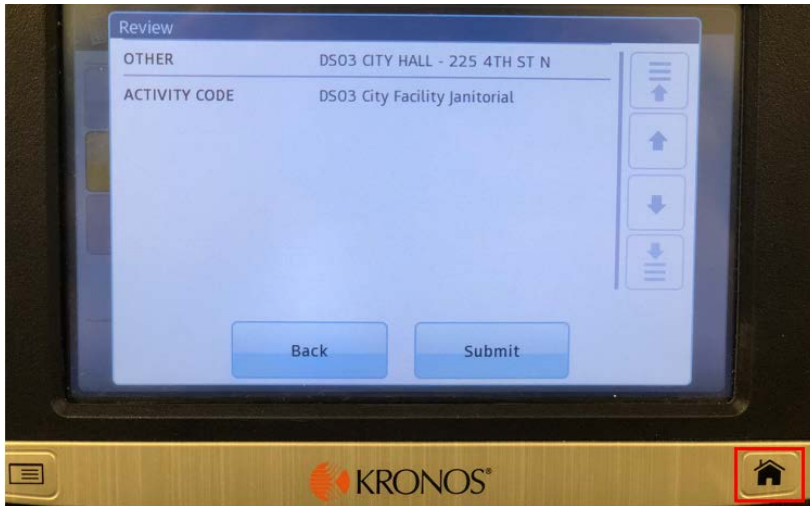 Review
OTHER DS03 CITY HALL - 225 4TH ST N
ACTIVITY CODE DS03 City Facility Janitorial
Back Submit
KRONOS®